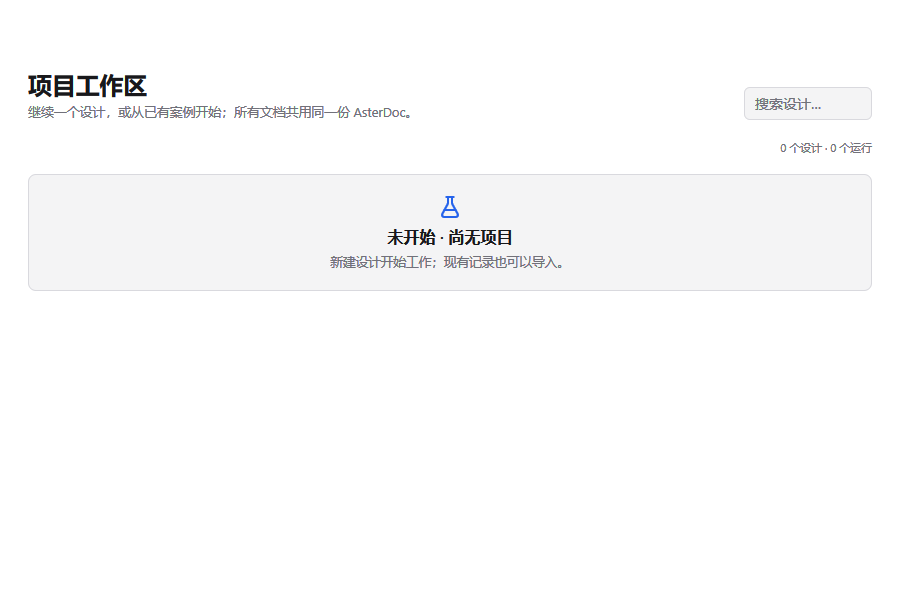 项目工作区
继续一个设计，或从已有案例开始；所有文档共用同一份 AsterDoc。
搜索设计...
0 个设计 · 0 个运行
未开始 · 尚无项目
新建设计开始工作；现有记录也可以导入。